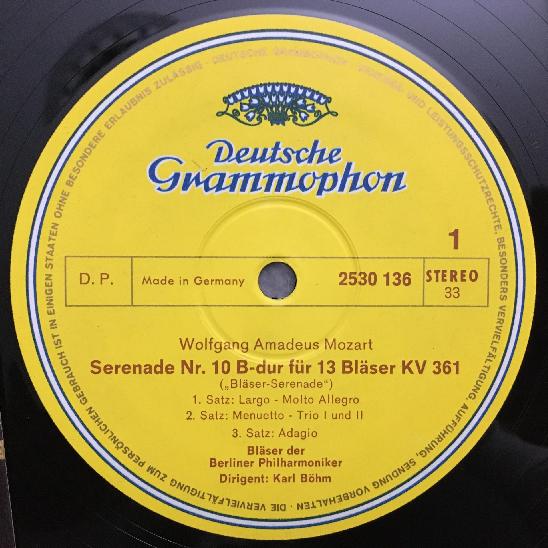 Deutsche
Grammophon
1
D. P.
Made in Germany
2530 136
STEREO
33
Wolfgang Amadeus Mozart
Serenade Nr. 10 B-dur für 13 Bläser KV 361
(„Bläser-Serenade“)
1. Satz: Largo - Molto Allegro
2. Satz: Menuetto - Trio I und II
3. Satz: Adagio
Bläser der
Berliner Philharmoniker
Dirigent: Karl Böhm
DEUTSCHE GRAMMOPHON · URHEBER- UND LEISTUNGSSCHUTZRECHTE, BESONDERS VERVIELFÄLTIGUNG, AUFFÜHRUNG, SENDUNG VORBEHALTEN · DIE VERVIELFÄLTIGUNG ZUM PERSÖNLICHEN GEBRAUCH IST IN EINIGEN STAATEN OHNE BESONDERE ERLAUBNIS ZULÄSSIG ·